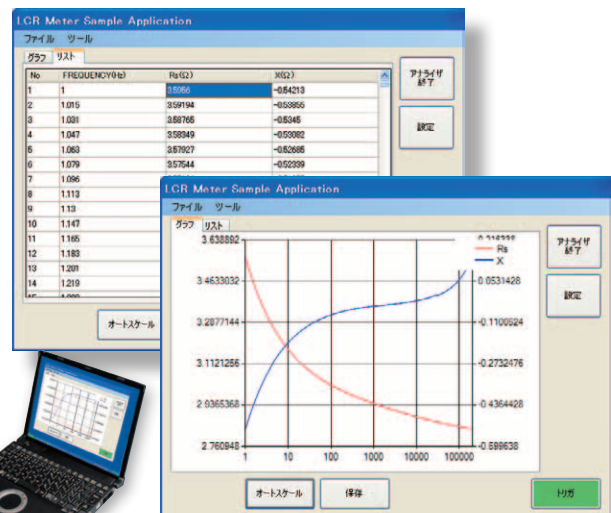 LCR Meter Sample Application
ファイル ツール
グラフ リスト
No FREQUENCY(Hz) Rs(Ω) X(Ω)
1 1 3.5956 -0.54213
2 1.015 3.59194 -0.53855
3 1.031 3.58765 -0.5345
4 1.047 3.58349 -0.53082
5 1.063 3.57927 -0.52685
6 1.079 3.57544 -0.52339
7 1.096
8 1.113
9 1.13
10 1.147
11 1.165
12 1.183
13 1.201
14 1.219
アナライザ
終了
設定
オートスケール
LCR Meter Sample Application
ファイル ツール
グラフ リスト
3.638892
Rs
X
3.4633032
0.0531428
3.2877144
-0.1100524
3.1121256
-0.2732476
2.9365368
-0.4364428
2.760948
-0.599638
1 10 100 1000 10000 100000
アナライザ
終了
設定
オートスケール 保存 トリガ